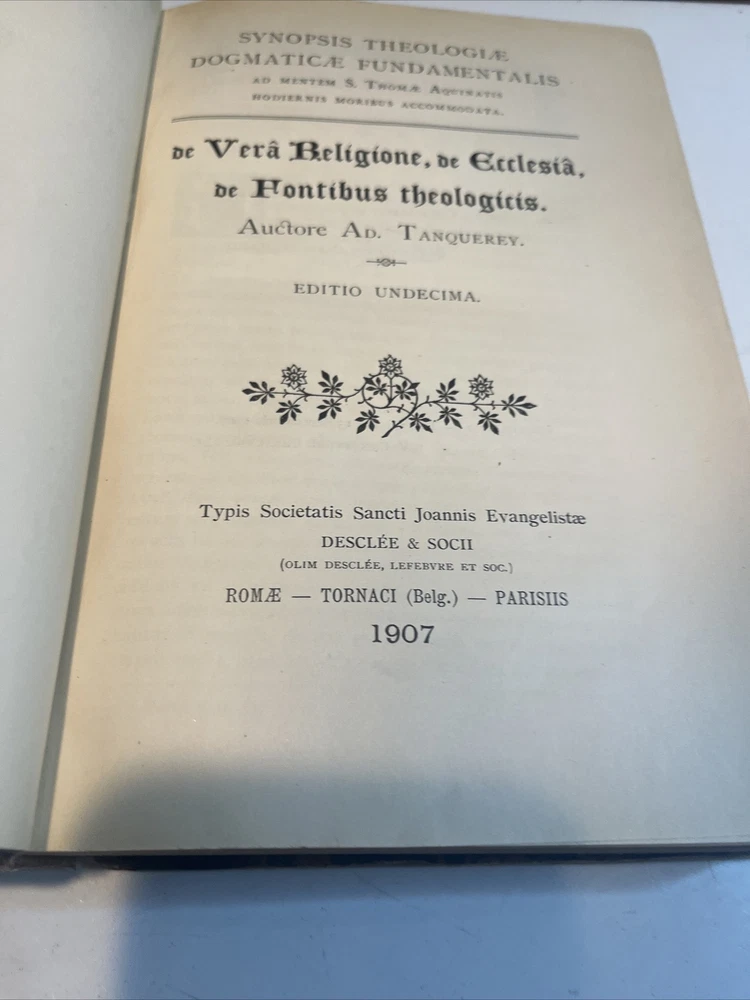 SYNOPSIS THEOLOGIÆ
DOGMATICÆ FUNDAMENTALIS
AD MENTEM S. THOMÆ AQUINATIS
HODIERNIS MORIBUS ACCOMMODATA.
de Verâ Religione, de Ecclesiâ,
de Fontibus theologicis.
Auctore AD. TANQUEREY.
EDITIO UNDECIMA.
Typis Societatis Sancti Joannis Evangelistæ
DESCLÉE & SOCII
(OLIM DESCLÉE, LEFEBVRE ET SOC.)
ROMÆ — TORNACI (Belg.) — PARISIIS
1907